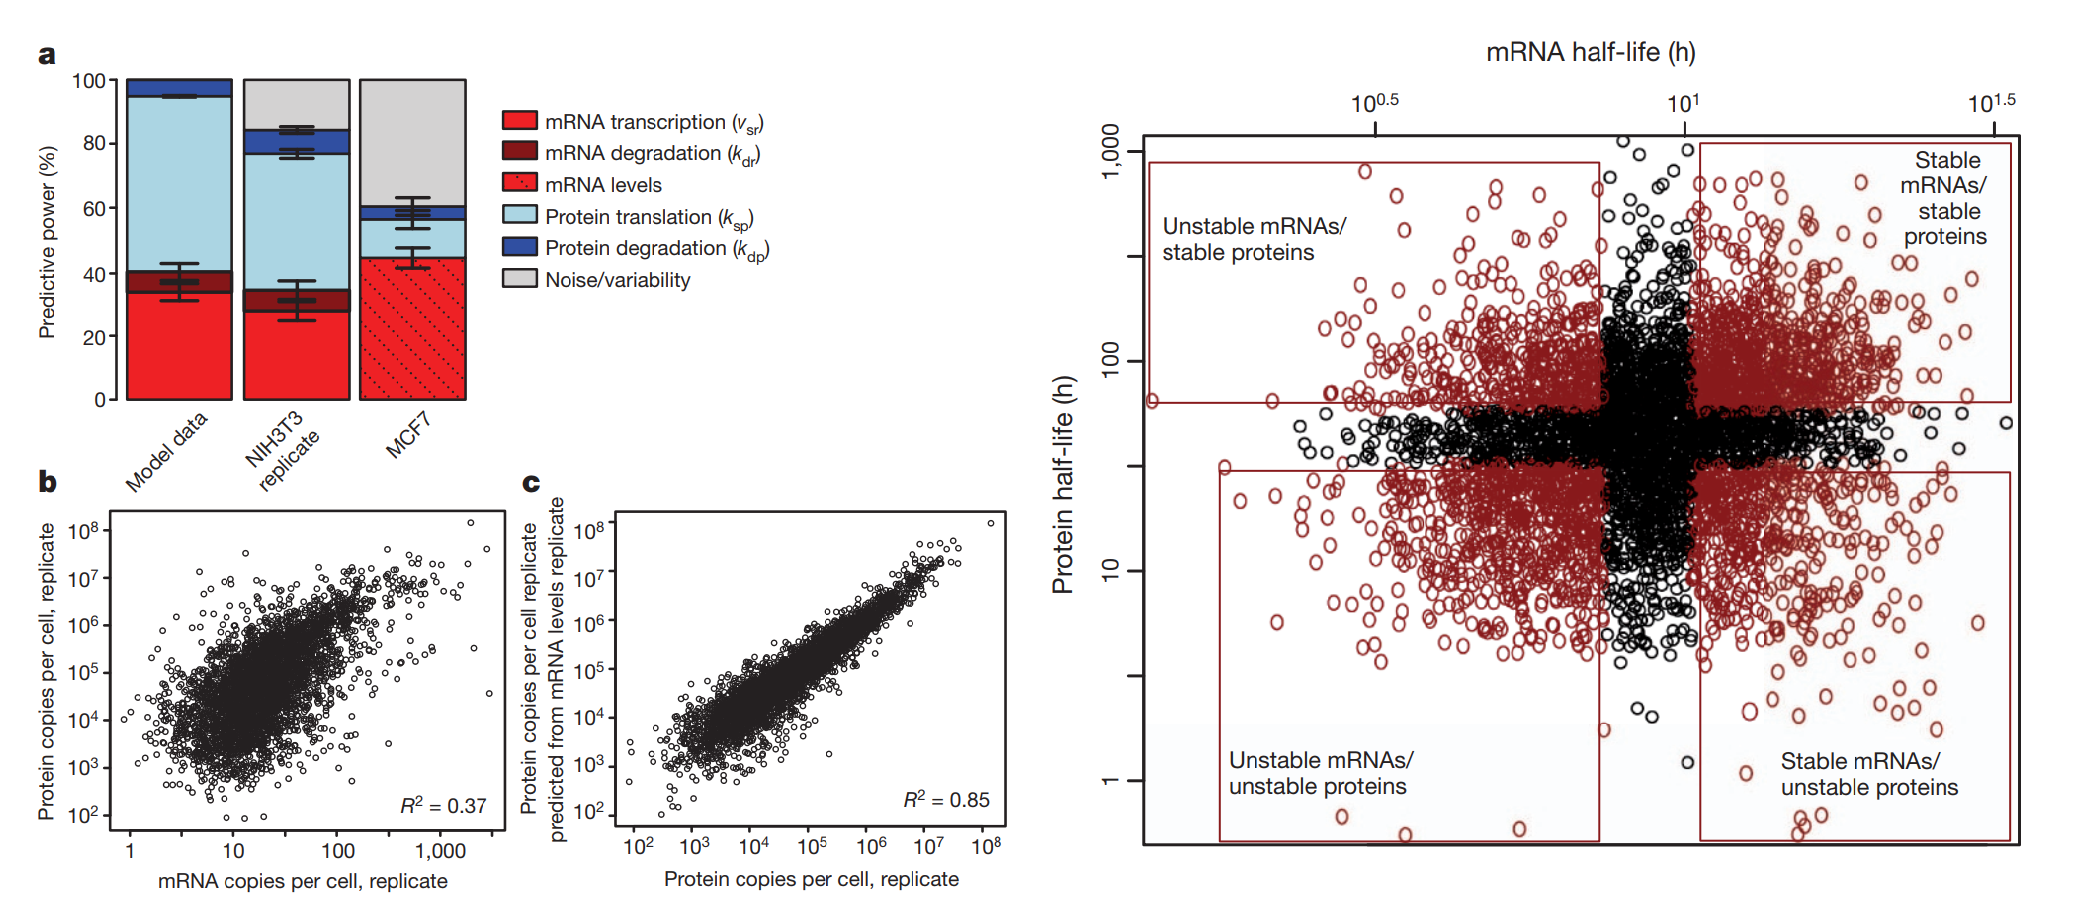 a
100
80
60
40
20
0
Predictive power (%)
Model data
NIH3T3
replicate
MCF7
mRNA transcription (vsr)
mRNA degradation (kdr)
mRNA levels
Protein translation (ksp)
Protein degradation (kdp)
Noise/variability
b
10⁸
10⁷
10⁶
10⁵
10⁴
10³
10²
Protein copies per cell, replicate
R² = 0.37
1
10
100
1,000
mRNA copies per cell, replicate
c
Protein copies per cell replicate
predicted from mRNA levels replicate
10⁸
10⁷
10⁶
10⁵
10⁴
10³
10²
R² = 0.85
10²
10³
10⁴
10⁵
10⁶
10⁷
10⁸
Protein copies per cell, replicate
mRNA half-life (h)
10⁰·⁵
10¹
10¹·⁵
1,000
100
10
1
Protein half-life (h)
Unstable mRNAs/
stable proteins
Stable
mRNAs/
stable
proteins
Unstable mRNAs/
unstable proteins
Stable mRNAs/
unstable proteins